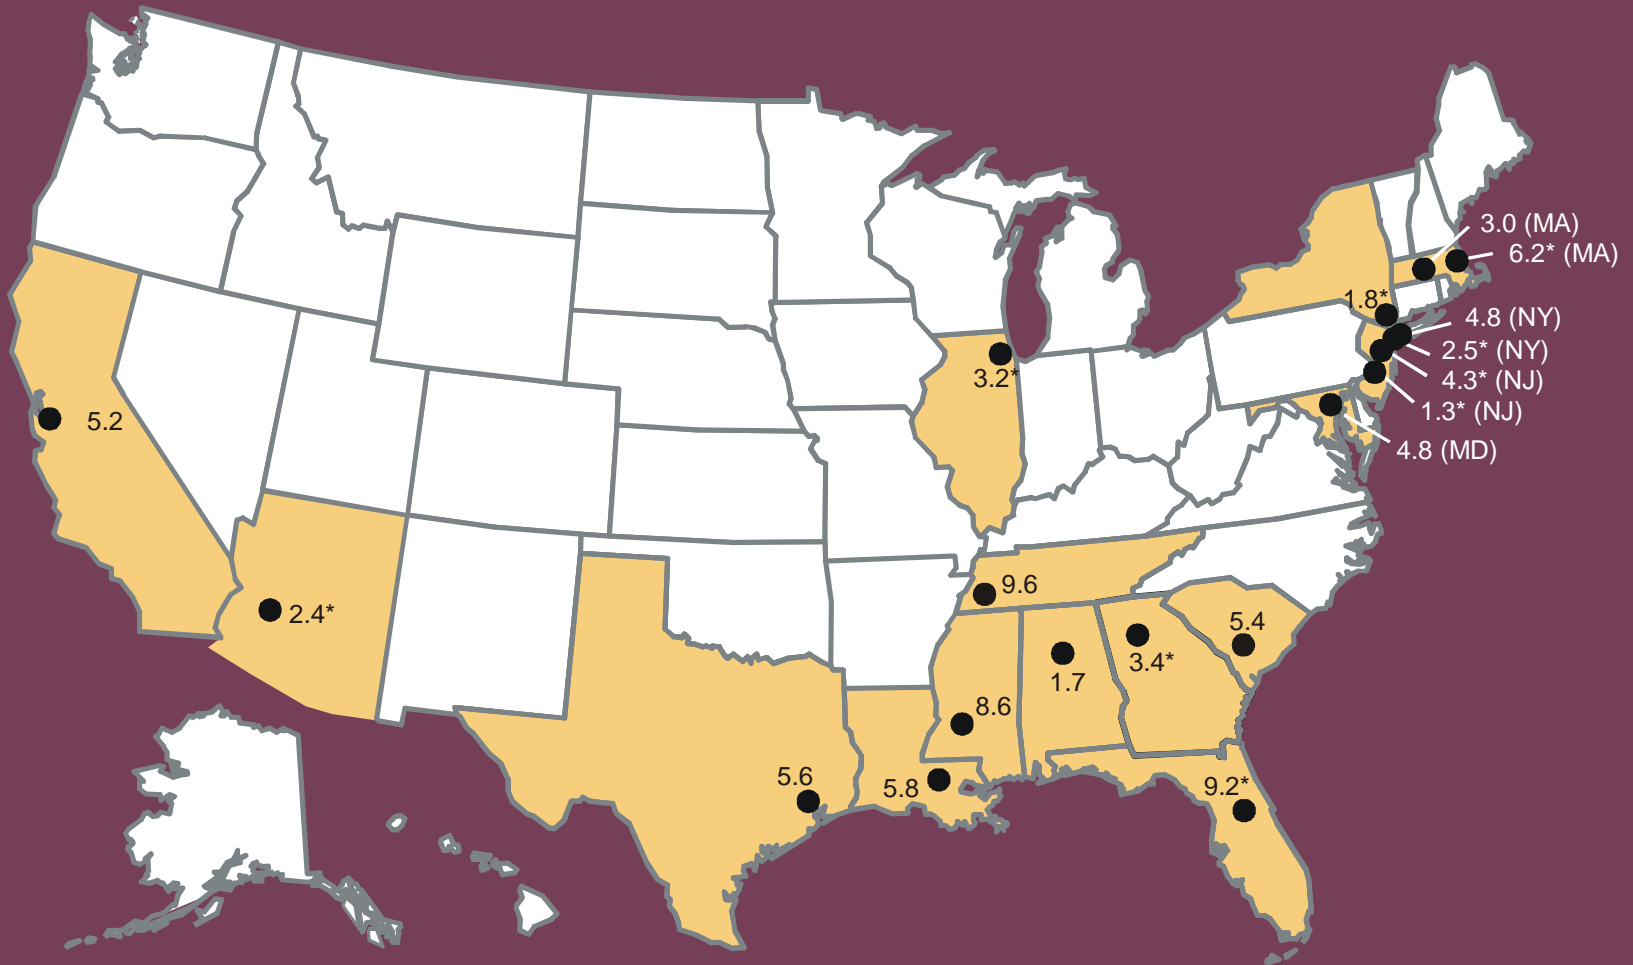 3.0 (MA)
6.2* (MA)
1.8*
4.8 (NY)
2.5* (NY)
4.3* (NJ)
1.3* (NJ)
4.8 (MD)
3.2*
5.2
2.4*
9.6
5.4
3.4*
1.7
8.6
5.6
5.8
9.2*